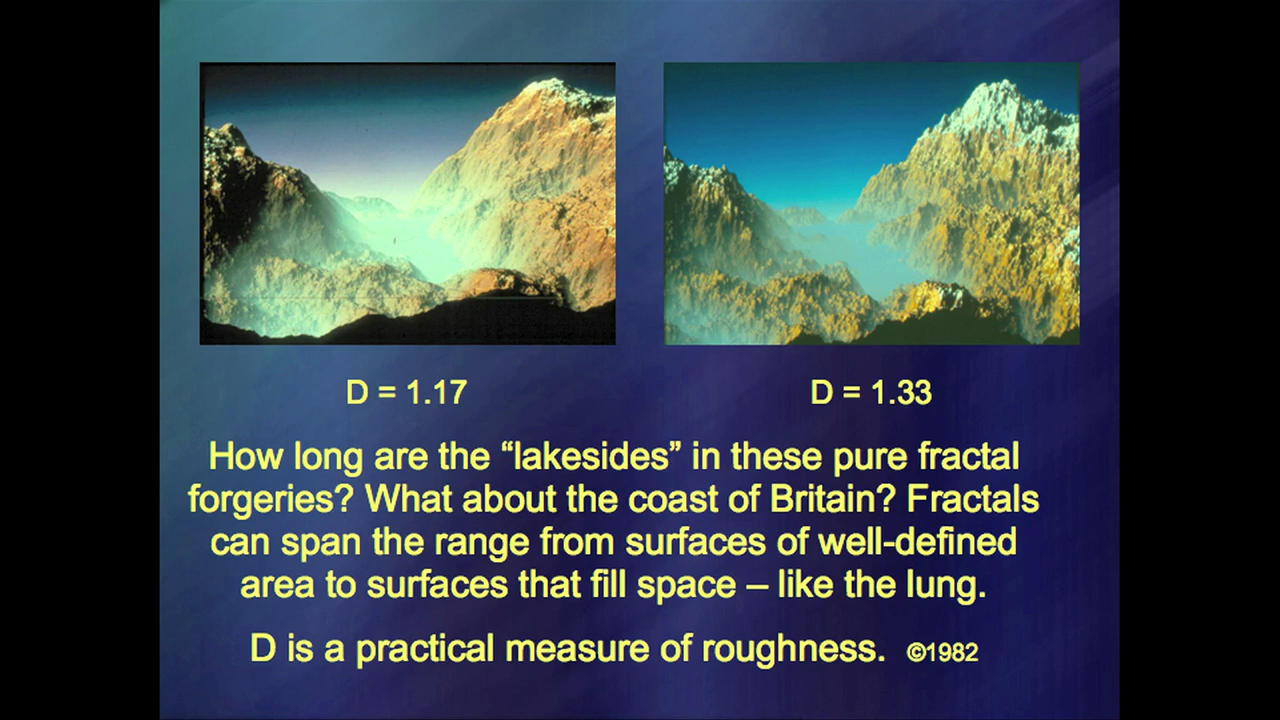 D = 1.17
D = 1.33
How long are the “lakesides” in these pure fractal
forgeries? What about the coast of Britain? Fractals
can span the range from surfaces of well-defined
area to surfaces that fill space – like the lung.
D is a practical measure of roughness. ©1982